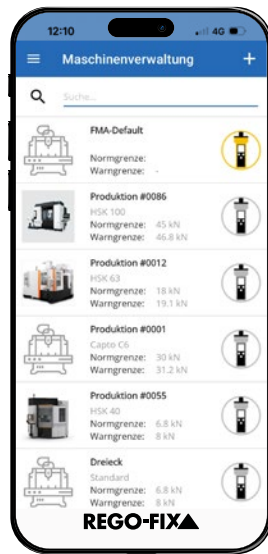 12:10
4G
Maschinenverwaltung
Suche...
FMA-Default
Normgrenze:
Warngrenze: -
Produktion #0086
HSK 100
Normgrenze: 45 kN
Warngrenze: 46.8 kN
Produktion #0012
HSK 63
Normgrenze: 18 kN
Warngrenze: 19.1 kN
Produktion #0001
Capto C6
Normgrenze: 30 kN
Warngrenze: 31.2 kN
Produktion #0055
HSK 40
Normgrenze: 6.8 kN
Warngrenze: 8 kN
Dreieck
Standard
Normgrenze: 6.8 kN
Warngrenze: 8 kN
REGO-FIX